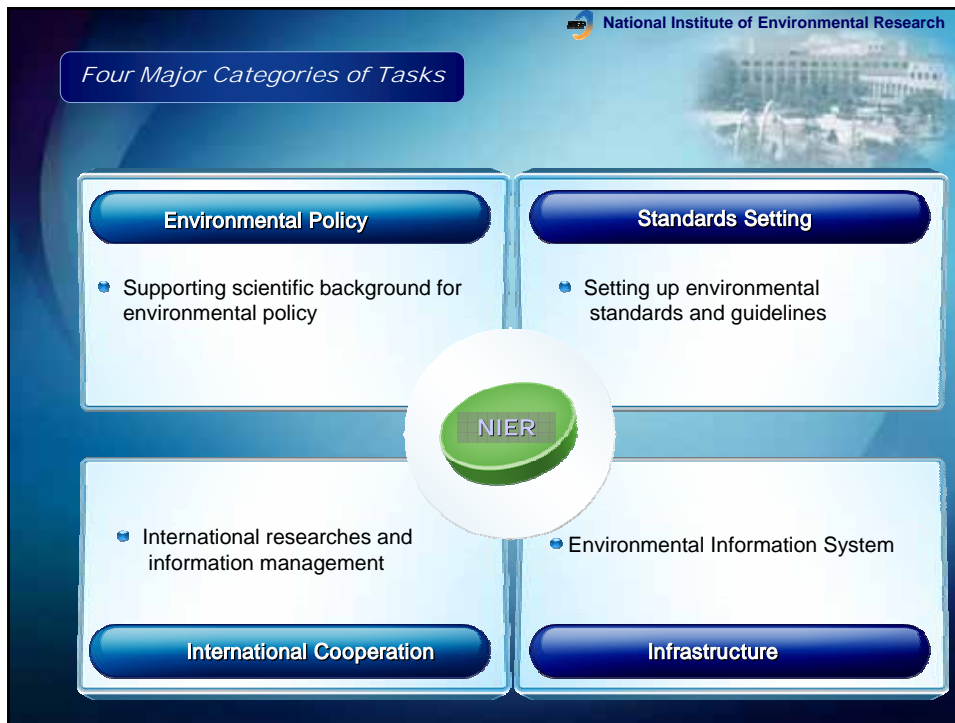 National Institute of Environmental Research
Four Major Categories of Tasks
Environmental Policy
Supporting scientific background for
environmental policy
Standards Setting
Setting up environmental
standards and guidelines
NIER
International researches and
information management
International Cooperation
Environmental Information System
Infrastructure